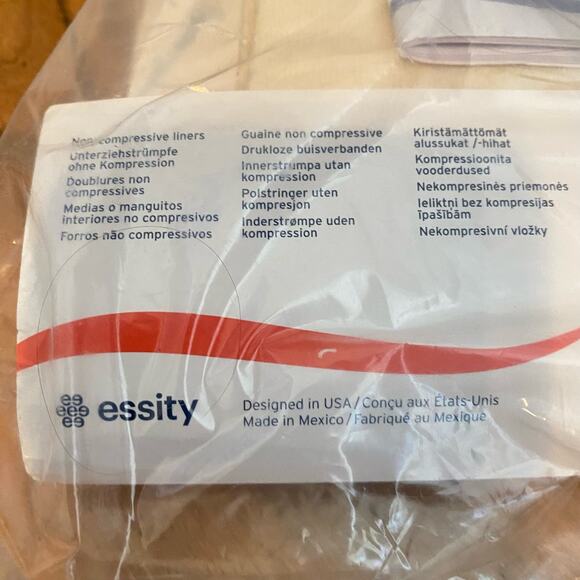 Non compressive liners
Unterziehstrümpfe
ohne Kompression
Doublures non
compressives
Medias o manguitos
interiores no compresivos
Forros não compressivos
Guaine non compressive
Drukloze buisverbanden
Innerstrumpa utan
kompression
Polstringer uten
kompresjon
Inderstrømpe uden
kompression
Kiristämättömät
alussukat /-hihat
Kompressioonita
vooderdused
Nekompresinės priemonės
Ieliktņi bez kompresijas
īpašībām
Nekompresivní vložky
essity
Designed in USA/Conçu aux États-Unis
Made in Mexico/Fabriqué au Mexique